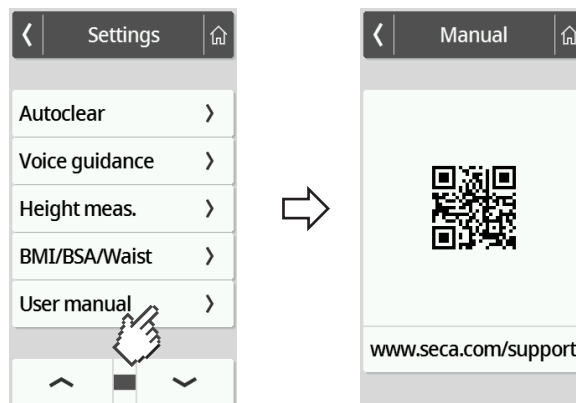 Settings
Autoclear
Voice guidance
Height meas.
BMI/BSA/Waist
User manual
Manual
www.seca.com/support